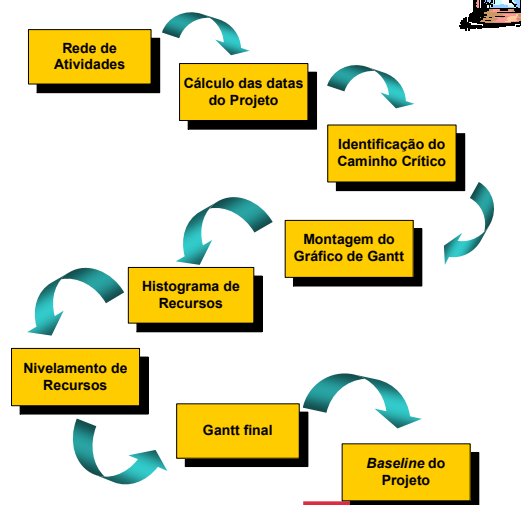 Rede de
Atividades
Cálculo das datas
do Projeto
Identificação do
Caminho Crítico
Montagem do
Gráfico de Gantt
Histograma de
Recursos
Nivelamento de
Recursos
Gantt final
Baseline do
Projeto